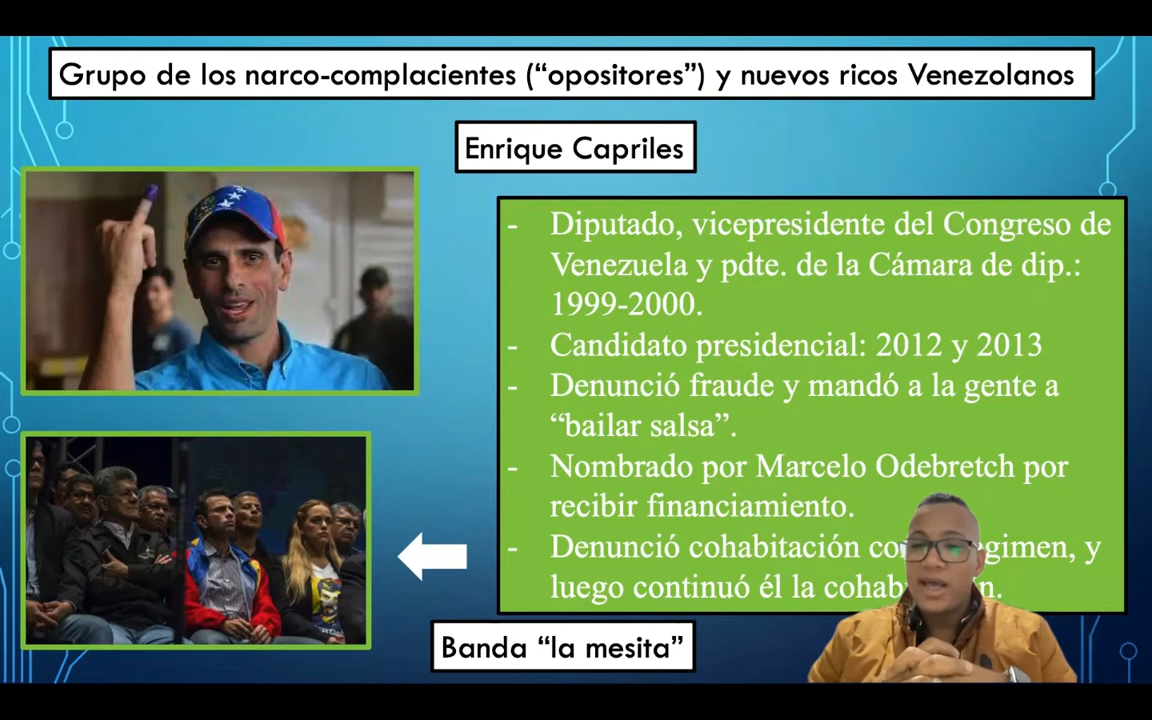 Grupo de los narco-complacientes (“opositores”) y nuevos ricos Venezolanos
Enrique Capriles
- Diputado, vicepresidente del Congreso de
Venezuela y pdte. de la Cámara de dip.:
1999-2000.
- Candidato presidencial: 2012 y 2013
- Denunció fraude y mandó a la gente a
“bailar salsa”.
- Nombrado por Marcelo Odebretch por
recibir financiamiento.
- Denunció cohabitación egimen, y
luego continuó él la
Banda “la mesita”